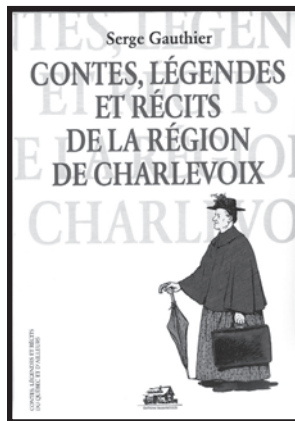 Serge Gauthier
CONTES, LÉGENDES
ET RÉCITS
DE LA RÉGION
DE CHARLEVOIX
CONTES, LÉGENDES ET RÉCITS
DU QUÉBEC ET D'AILLEURS